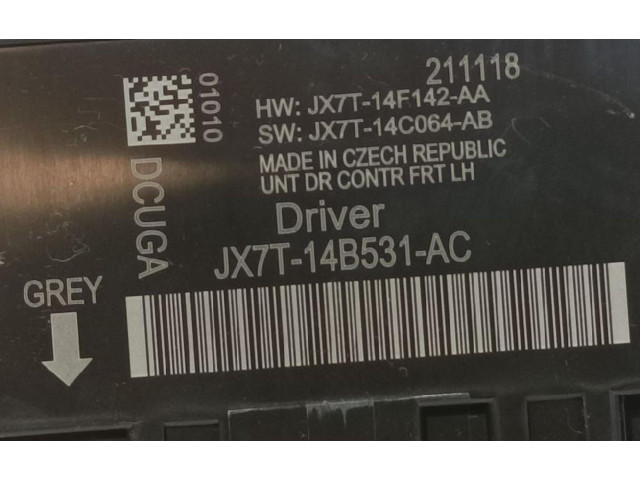 211118
01010
HW: JX7T-14F142-AA
SW: JX7T-14C064-AB
MADE IN CZECH REPUBLIC
UNT DR CONTR FRT LH
DCUGA
Driver
JX7T-14B531-AC
GREY